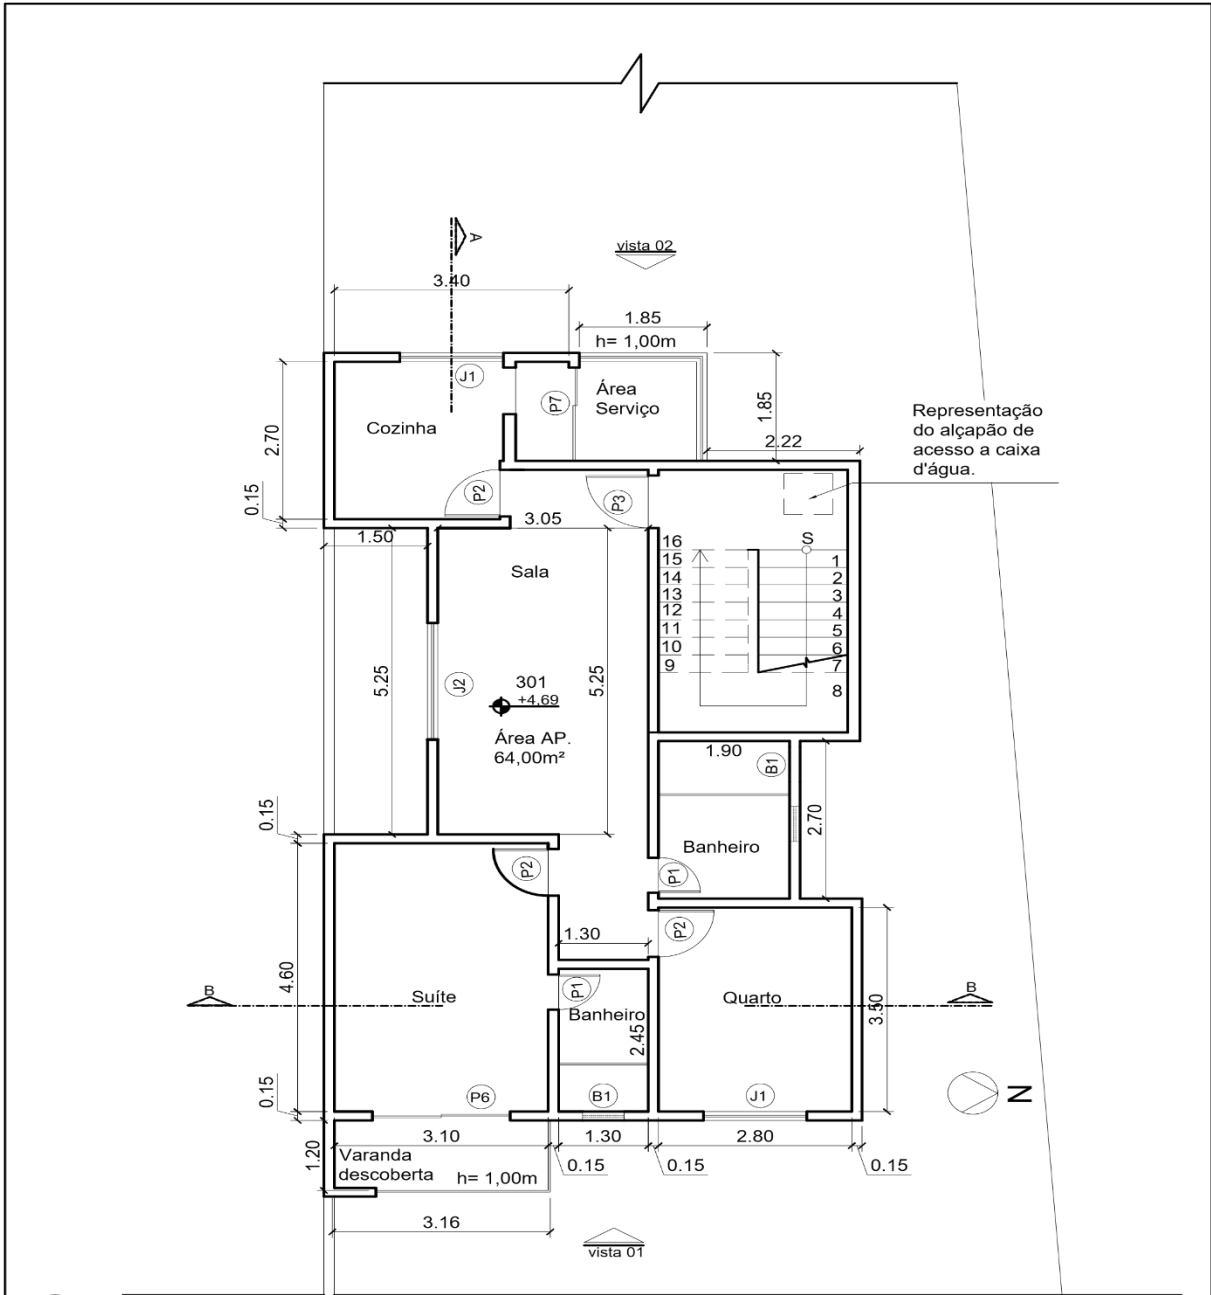 A
vista 02
3.40
1.85
h= 1,00m
J1
P7
Área
Serviço
1.85
Representação
do alçapão de
acesso a caixa
d'água.
Cozinha
2.70
2.22
P2
P3
0.15
3.05
1.50
16
15
14
13
12
11
10
9
S
1
2
3
4
5
6
7
8
Sala
5.25
J2
301
+4,69
5.25
Área AP.
64,00m²
1.90
B1
0.15
2.70
Banheiro
P2
P1
P2
1.30
4.60
B
Suíte
P1
Banheiro
2.45
Quarto
3.50
B
N
0.15
P6
B1
J1
1.20
3.10
1.30
2.80
Varanda
descoberta
h= 1,00m
0.15
0.15
0.15
3.16
vista 01